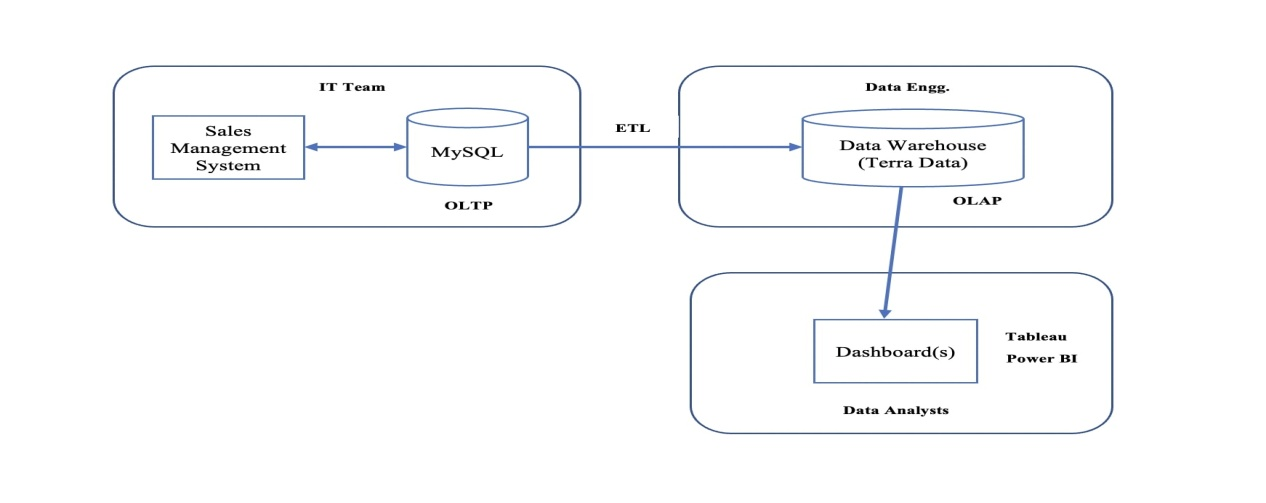 IT Team
Sales
Management
System
MySQL
OLTP
ETL
Data Engg.
Data Warehouse
(Terra Data)
OLAP
Dashboard(s)
Tableau
Power BI
Data Analysts